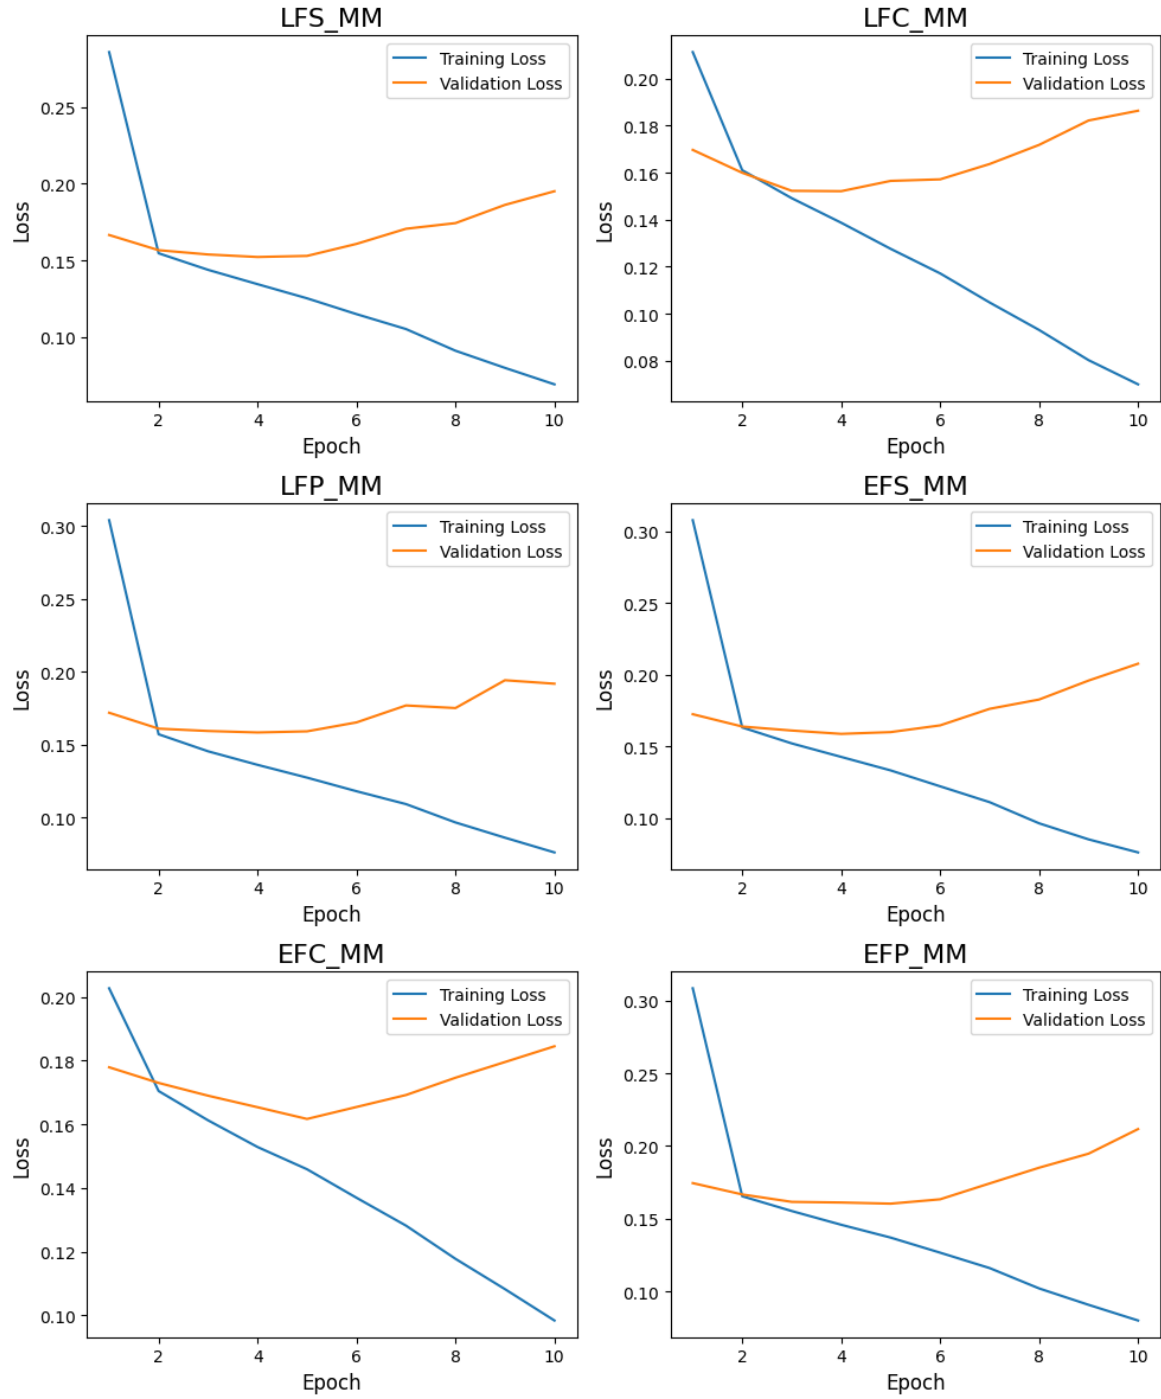 LFS_MM
Training Loss
Validation Loss
0.25
0.20
0.15
0.10
Loss
2 4 6 8 10
Epoch
LFC_MM
Training Loss
Validation Loss
0.20
0.18
0.16
0.14
0.12
0.10
0.08
Loss
2 4 6 8 10
Epoch
LFP_MM
Training Loss
Validation Loss
0.30
0.25
0.20
0.15
0.10
Loss
2 4 6 8 10
Epoch
EFS_MM
Training Loss
Validation Loss
0.30
0.25
0.20
0.15
0.10
Loss
2 4 6 8 10
Epoch
EFC_MM
Training Loss
Validation Loss
0.20
0.18
0.16
0.14
0.12
0.10
Loss
2 4 6 8 10
Epoch
EFP_MM
Training Loss
Validation Loss
0.30
0.25
0.20
0.15
0.10
Loss
2 4 6 8 10
Epoch